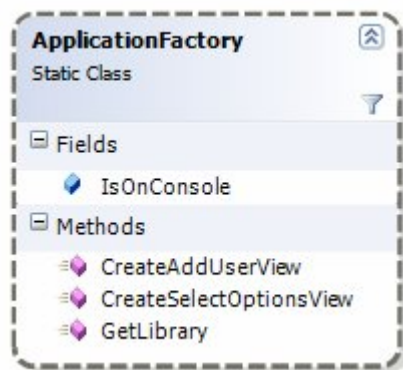 ApplicationFactory
Static Class
Fields
IsOnConsole
Methods
CreateAddUserView
CreateSelectOptionsView
GetLibrary